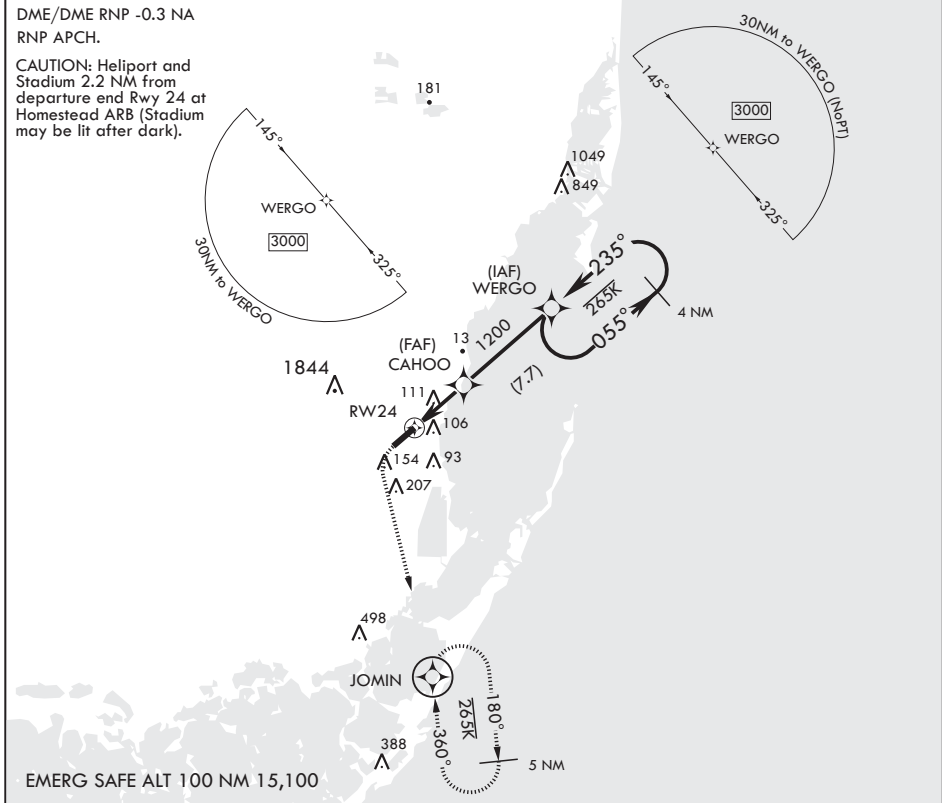 DME/DME RNP -0.3 NA
RNP APCH.
CAUTION: Heliport and
Stadium 2.2 NM from
departure end Rwy 24 at
Homestead ARB (Stadium
may be lit after dark).
181
30NM to WERGO (NoPT)
145°
3000
WERGO
325°
145°
WERGO
3000
325°
30NM to WERGO
1049
849
(IAF)
WERGO
235°
265K
055°
4 NM
1200
(7.7)
13
(FAF)
CAHOO
1844
111
RW24
106
154
93
207
498
JOMIN
180°
265K
360°
5 NM
388
EMERG SAFE ALT 100 NM 15,100